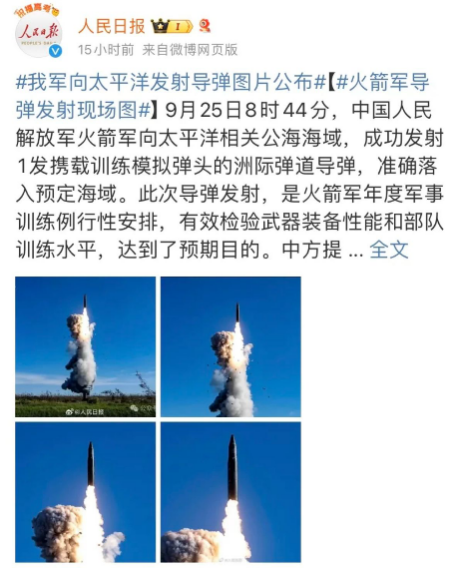 人民日报
PEOPLE'S DAILY
人民日报
15小时前 来自微博网页版
#我军向太平洋发射导弹图片公布#【#火箭军导
弹发射现场图#】9月25日8时44分，中国人民
解放军火箭军向太平洋相关公海海域，成功发射
1发携载训练模拟弹头的洲际弹道导弹，准确落
入预定海域。此次导弹发射，是火箭军年度军事
训练例行性安排，有效检验武器装备性能和部队
训练水平，达到了预期目的。中方提 ... 全文
@人民日报